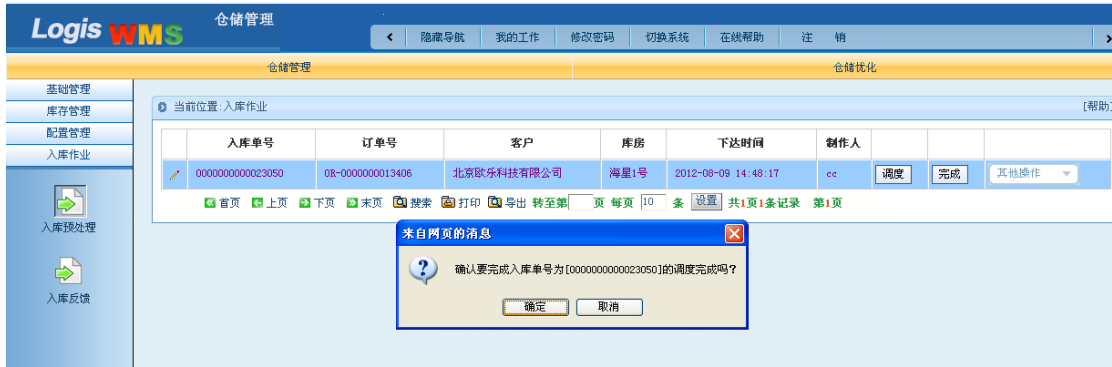 Logis WMS 仓储管理
隐藏导航 我的工作 修改密码 切换系统 在线帮助 注 销
仓储管理 仓储优化
基础管理
库存管理
配置管理
入库作业
入库预处理
入库反馈
当前位置:入库作业 [帮助]
入库单号 订单号 客户 库房 下达时间 制作人
0000000000023050 OR-0000000013406 北京欧乐科技有限公司 海星1号 2012-08-09 14:48:17 cc 调度 完成 其他操作
首页 上页 下页 末页 搜索 打印 导出 转至第 页 每页 10 条 设置 共1页1条记录 第1页
来自网页的消息
确认要完成入库单号为[0000000000023050]的调度完成吗?
确定 取消